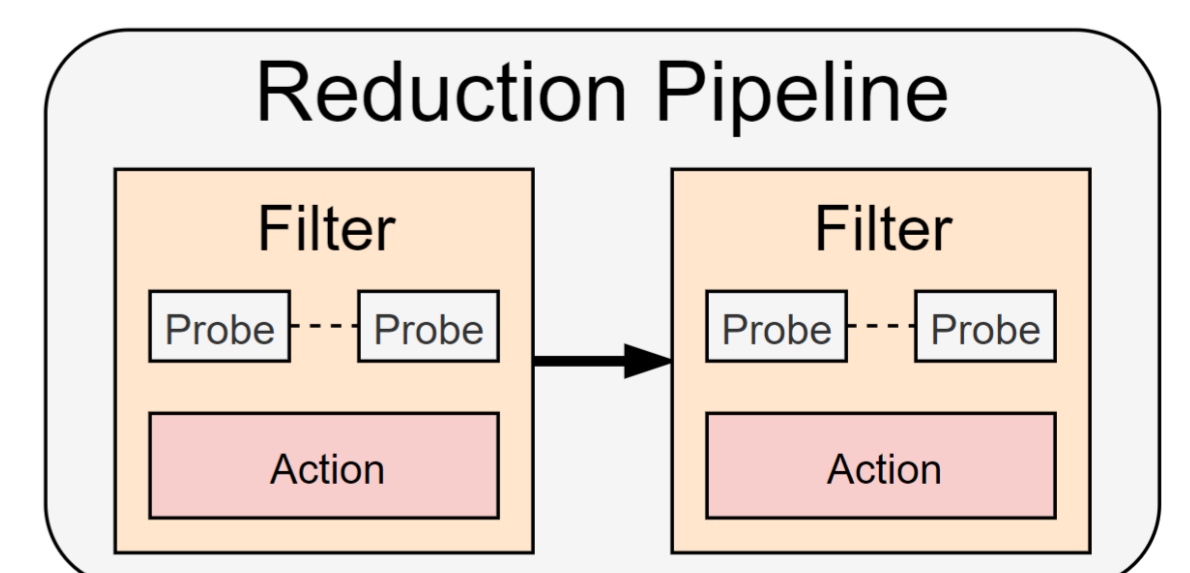 Reduction Pipeline
Filter
Probe Probe
Action
Filter
Probe Probe
Action